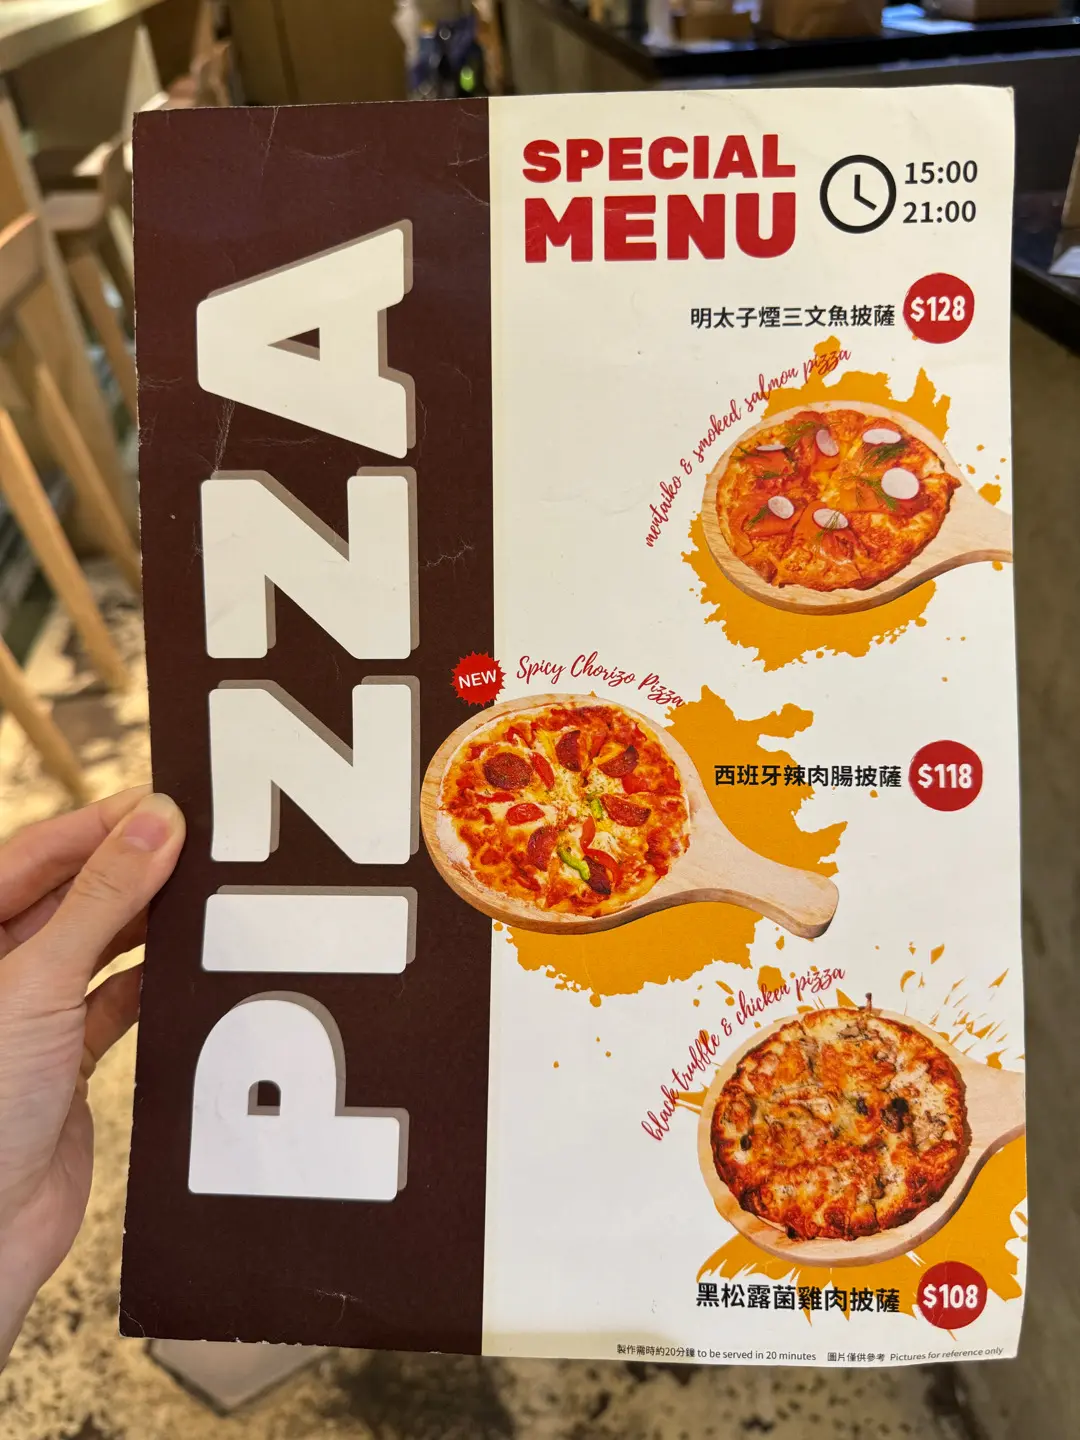 PIZZA
SPECIAL
MENU
15:00
21:00
明太子煙三文魚披薩 $128
mentaiko & smoked salmon pizza
NEW
Spicy Chorizo Pizza
西班牙辣肉腸披薩 $118
black truffle & chicken pizza
黑松露菌雞肉披薩 $108
製作需時約20分鐘 to be served in 20 minutes 圖片僅供參考 Pictures for reference only